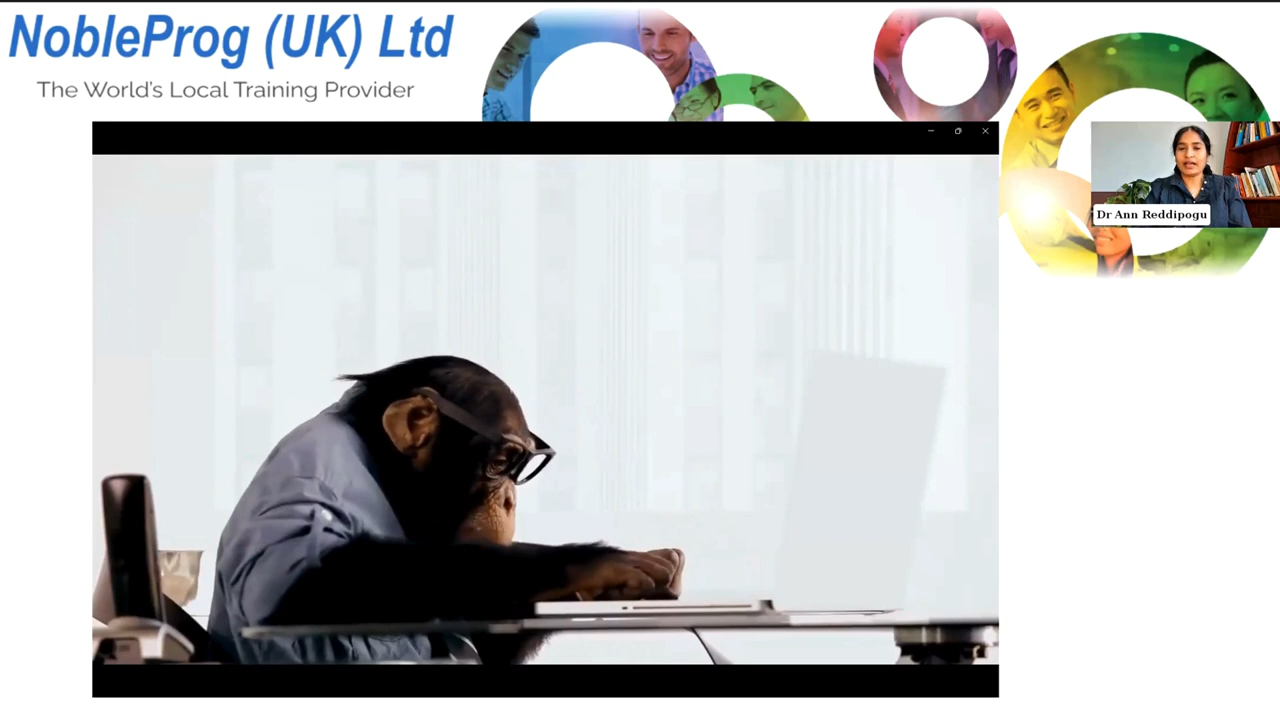 NobleProg (UK) Ltd
The World's Local Training Provider
Dr Ann Reddipogu